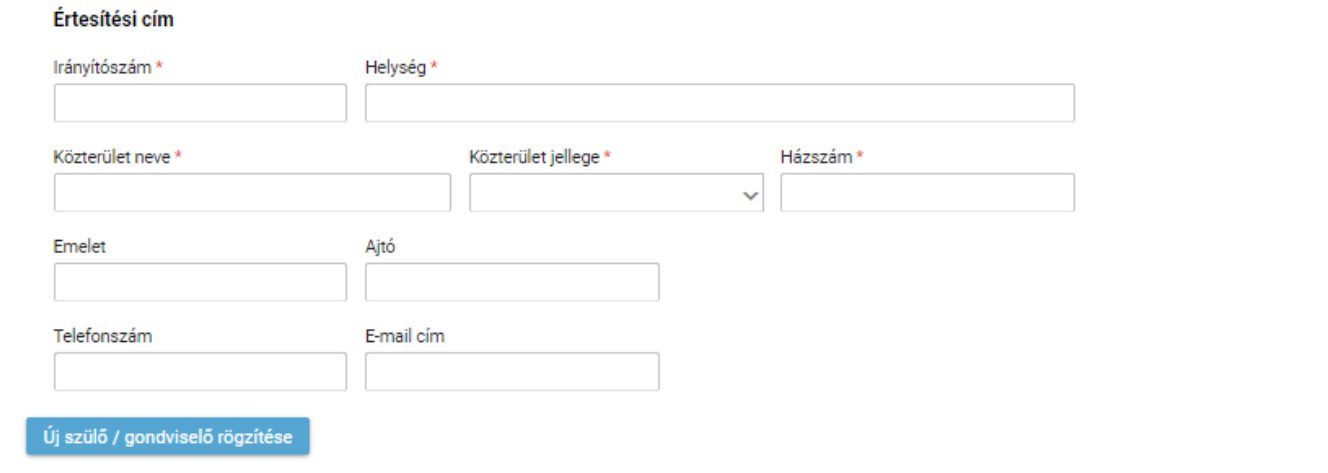 Értesítési cím
Irányítószám * Helység *
Közterület neve * Közterület jellege * Házszám *
Emelet Ajtó
Telefonszám E-mail cím
Új szülő / gondviselő rögzítése